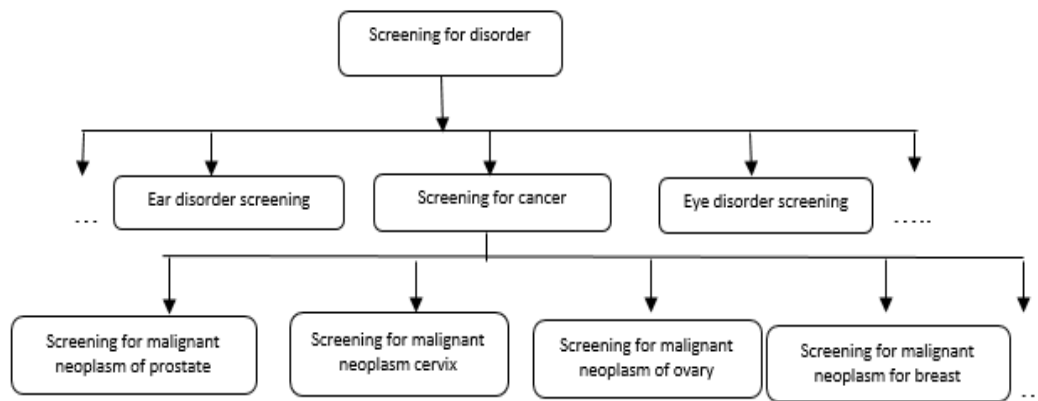 Screening for disorder
Ear disorder screening
Screening for cancer
Eye disorder screening
...
.....
Screening for malignant
neoplasm of prostate
Screening for malignant
neoplasm cervix
Screening for malignant
neoplasm of ovary
Screening for malignant
neoplasm for breast
..